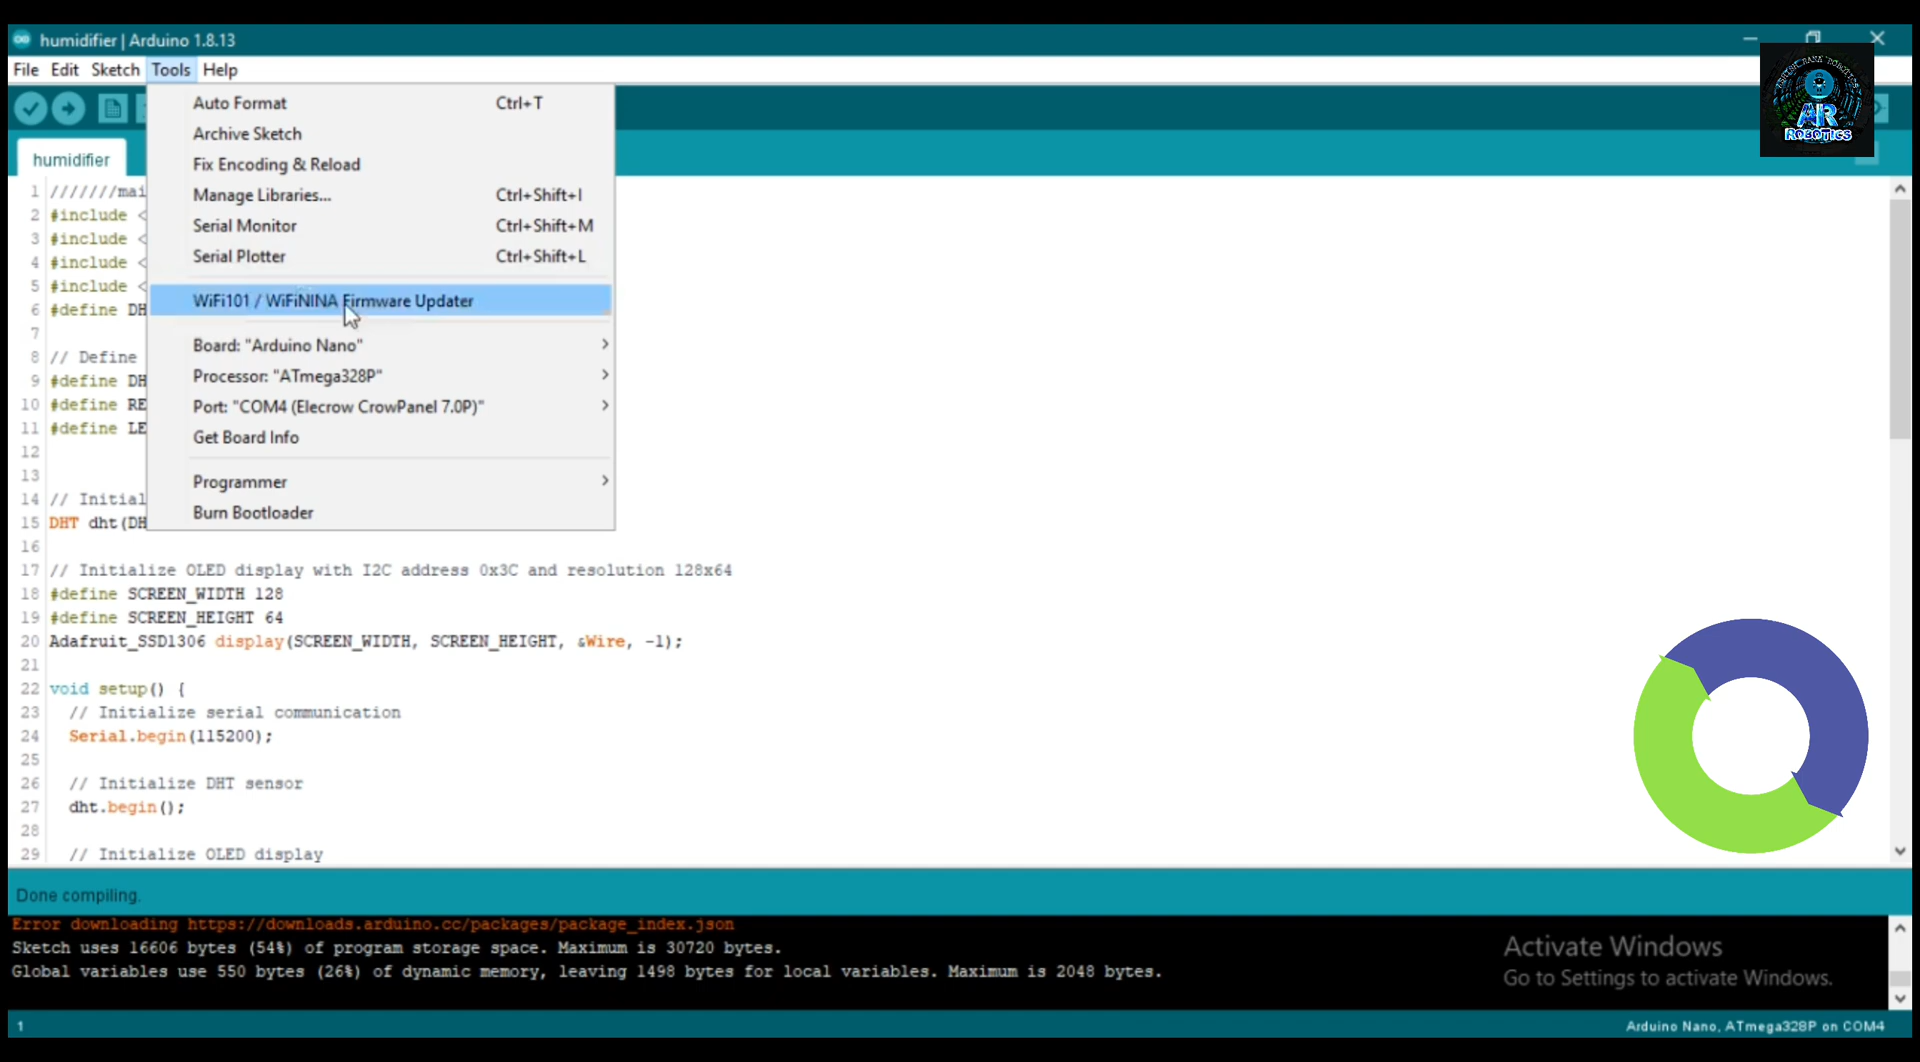 humidifier | Arduino 1.8.13
File Edit Sketch Tools Help
Auto Format Ctrl+T
Archive Sketch
Fix Encoding & Reload
Manage Libraries... Ctrl+Shift+I
Serial Monitor Ctrl+Shift+M
Serial Plotter Ctrl+Shift+L
WiFi101 / WiFiNINA Firmware Updater
Board: "Arduino Nano"
Processor: "ATmega328P"
Port: "COM4 (Elecrow CrowPanel 7.0P)"
Get Board Info
Programmer
Burn Bootloader
AR
ROBOTICS
humidifier
1 ///////mai
2 #include <
3 #include <
4 #include <
5 #include <
6 #define DH
7
8 // Define
9 #define DH
10 #define RE
11 #define LE
12
13
14 // Initial
15 DHT dht(DH
16
17 // Initialize OLED display with I2C address 0x3C and resolution 128x64
18 #define SCREEN_WIDTH 128
19 #define SCREEN_HEIGHT 64
20 Adafruit_SSD1306 display(SCREEN_WIDTH, SCREEN_HEIGHT, &Wire, -1);
21
22 void setup() {
23 // Initialize serial communication
24 Serial.begin(115200);
25
26 // Initialize DHT sensor
27 dht.begin();
28
29 // Initialize OLED display
Done compiling.
Error downloading https://downloads.arduino.cc/packages/package_index.json
Sketch uses 16606 bytes (54%) of program storage space. Maximum is 30720 bytes.
Global variables use 550 bytes (26%) of dynamic memory, leaving 1498 bytes for local variables. Maximum is 2048 bytes.
Activate Windows
Go to Settings to activate Windows.
1
Arduino Nano, ATmega328P on COM4